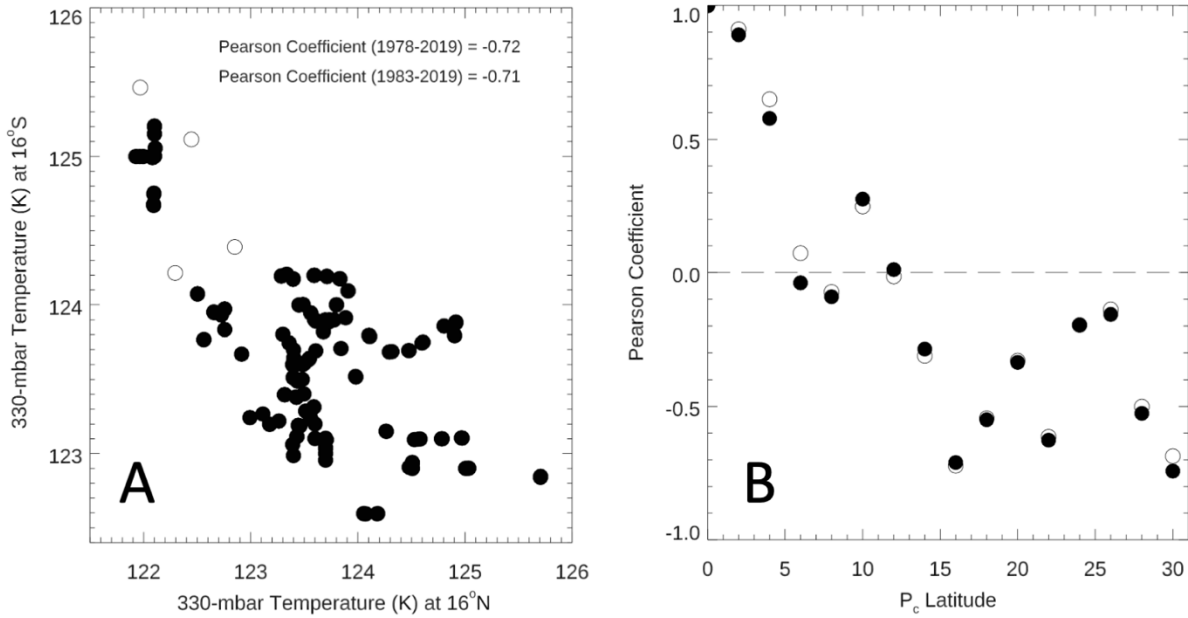 126
125
124
123
122
123
124
125
126
330-mbar Temperature (K) at 16°S
330-mbar Temperature (K) at 16°N
Pearson Coefficient (1978-2019) = -0.72
Pearson Coefficient (1983-2019) = -0.71
A
1.0
0.5
0.0
-0.5
-1.0
0
5
10
15
20
25
30
Pearson Coefficient
P_c Latitude
B